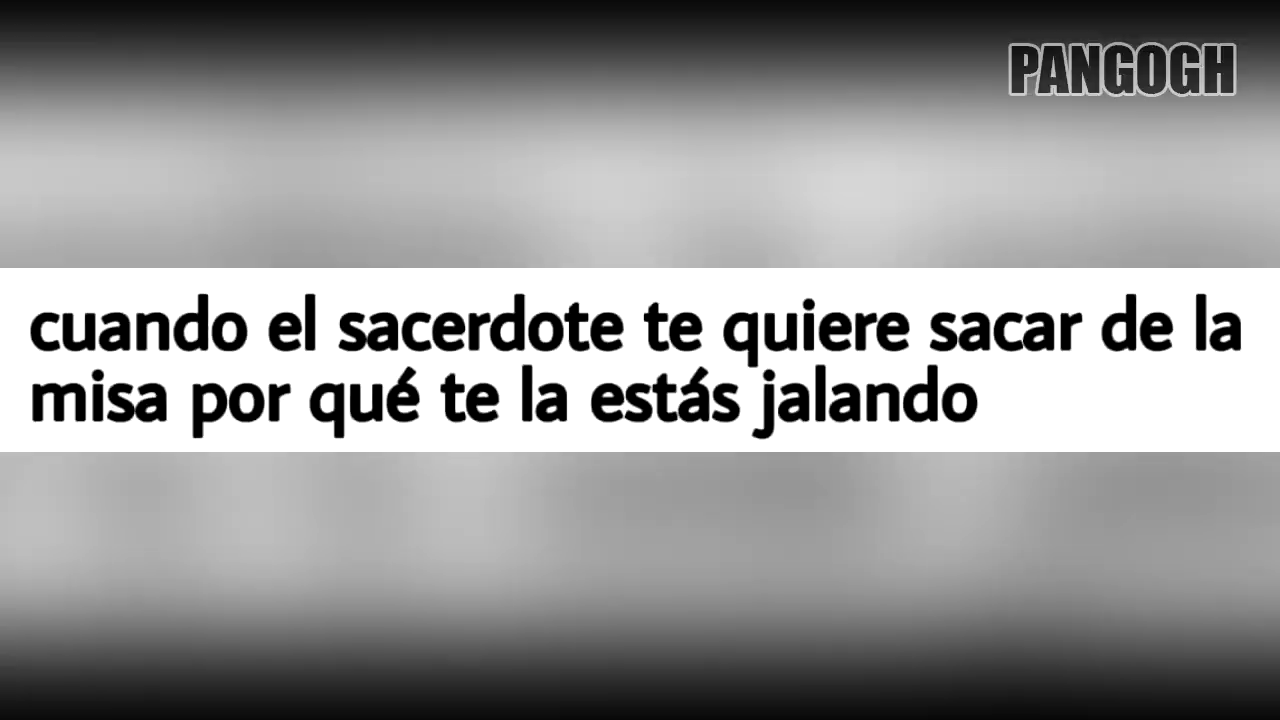 PANGOGH
cuando el sacerdote te quiere sacar de la
misa por qué te la estás jalando